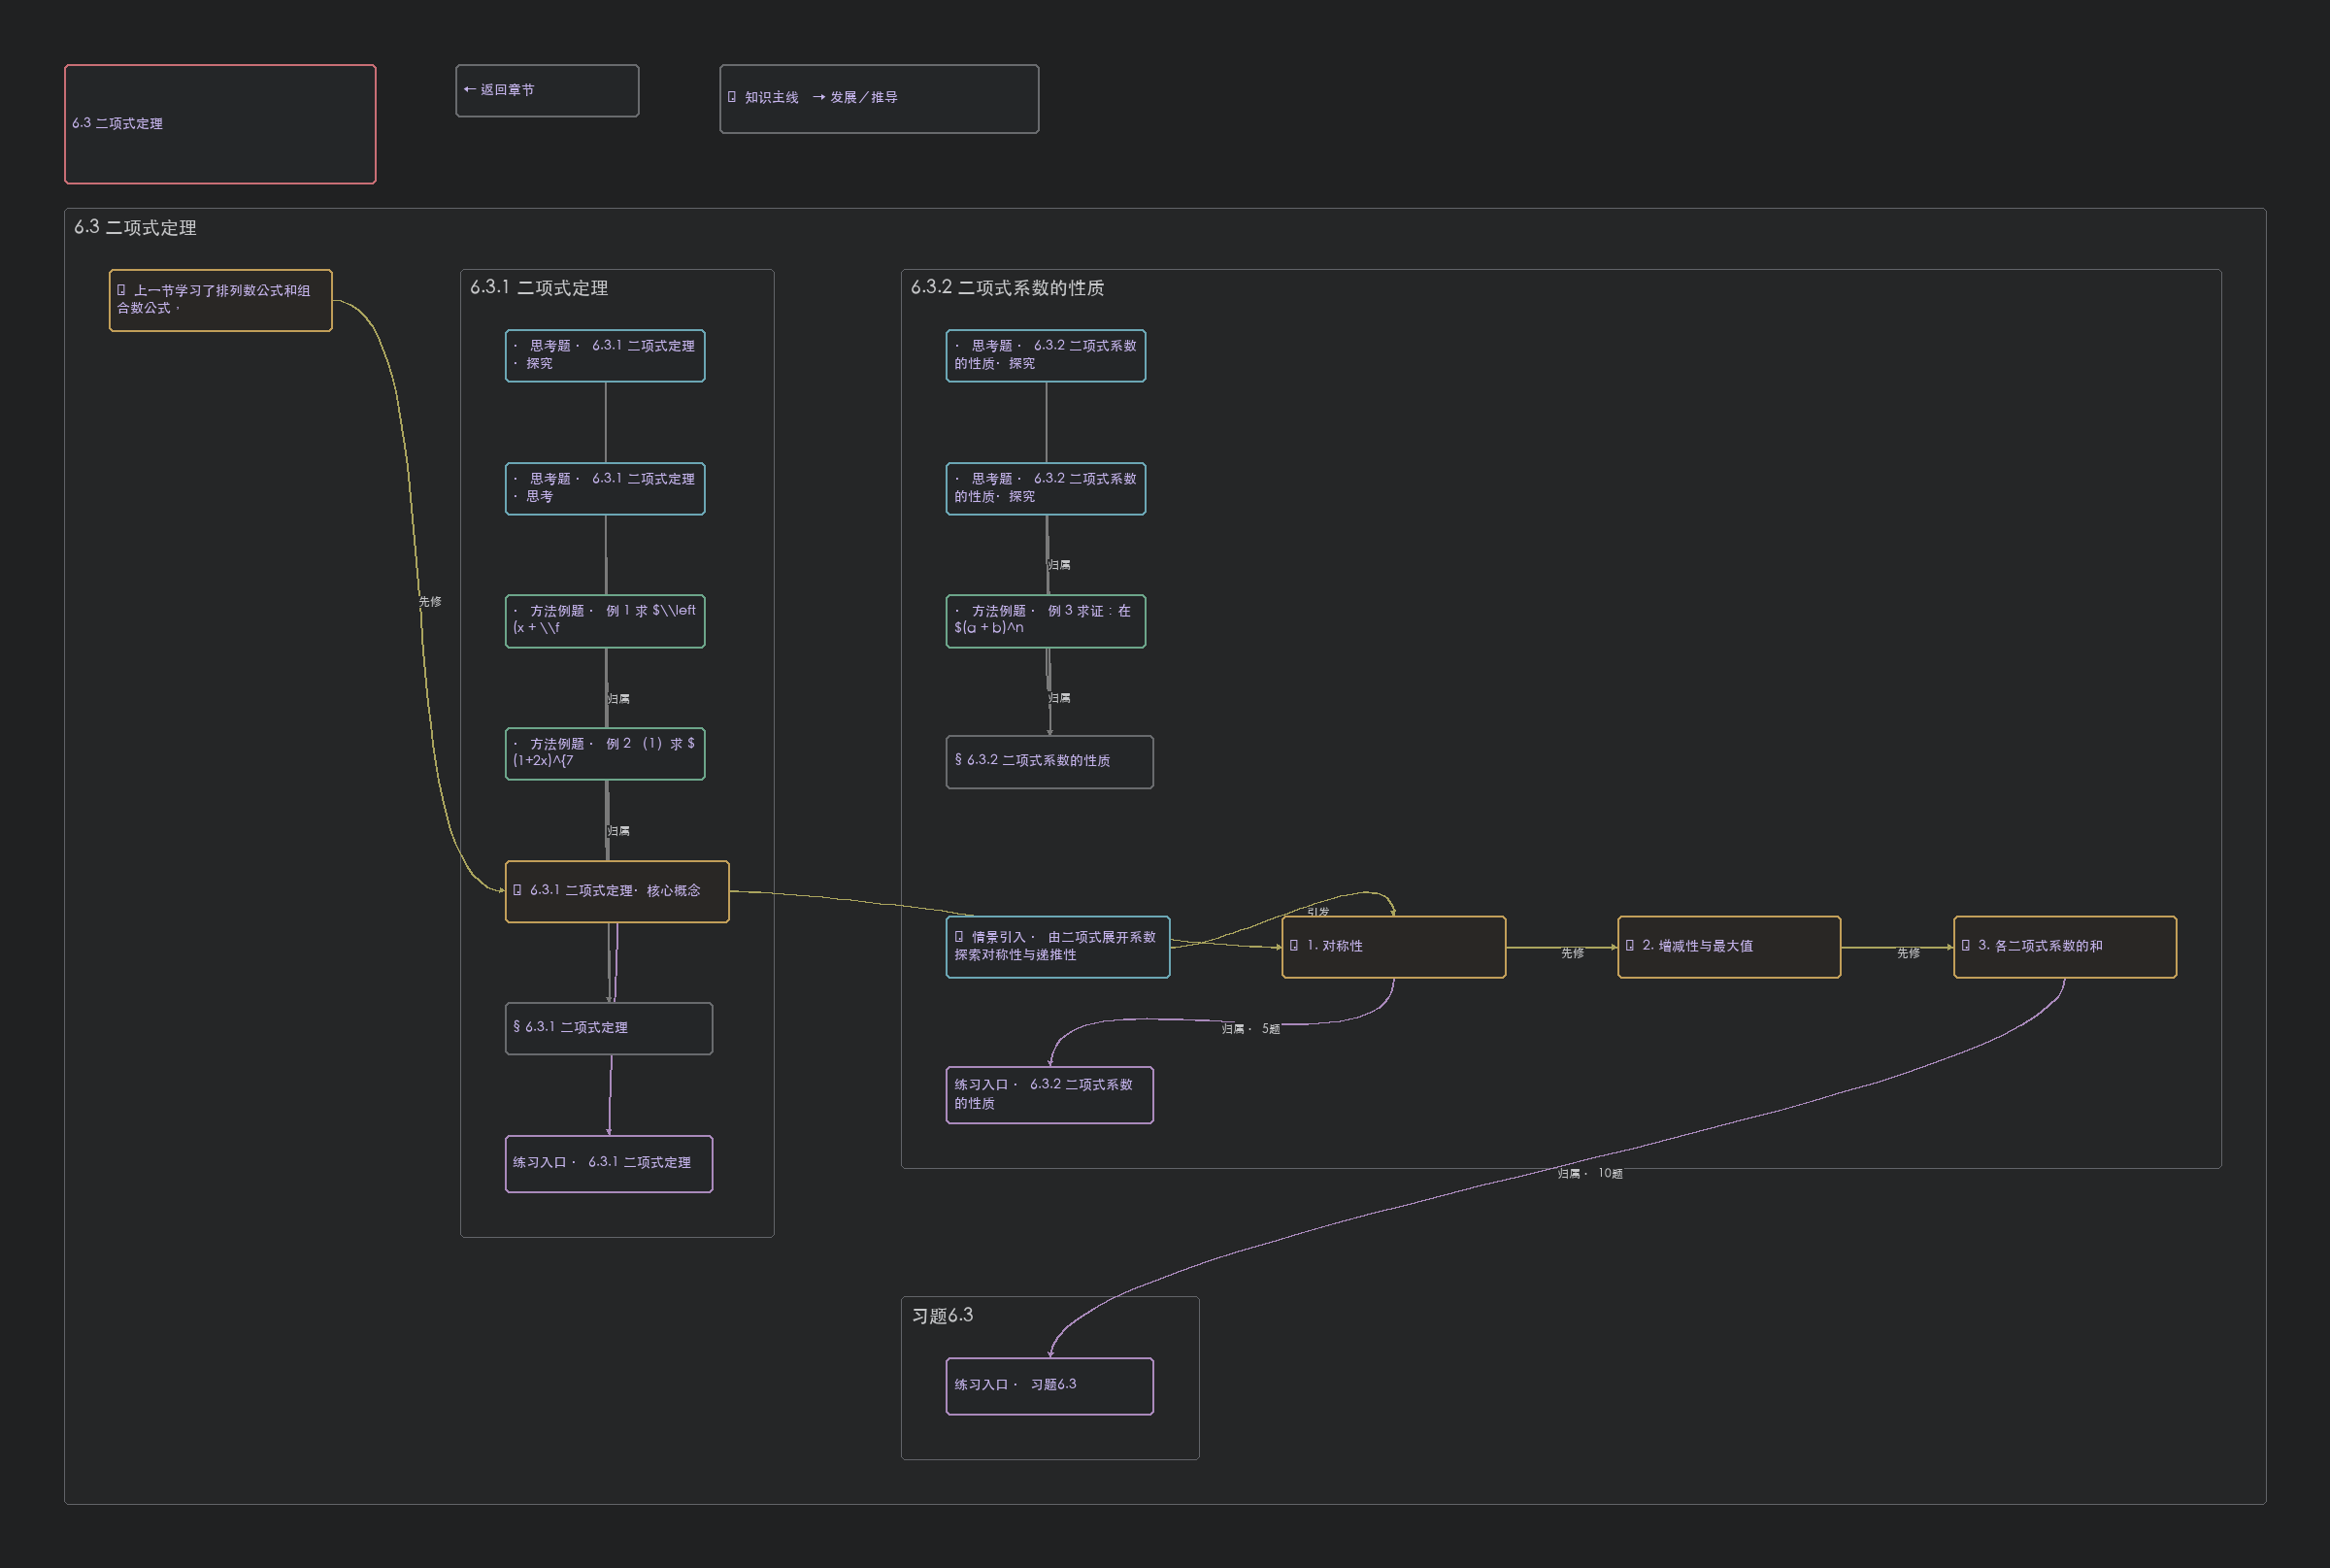 6.3 二项式定理
← 返回章节
知识主线 → 发展／推导
6.3 二项式定理
上一节学习了排列数公式和组
合数公式·
先修
6.3.1 二项式定理
· 思考题· 6.3.1 二项式定理
· 探究
· 思考题· 6.3.1 二项式定理
· 思考
· 方法例题· 例 1 求 $\\left
(x + \\f
归属
· 方法例题· 例 2 （1）求 $
(1+2x)^{7
归属
6.3.1 二项式定理· 核心概念
§ 6.3.1 二项式定理
练习入口· 6.3.1 二项式定理
6.3.2 二项式系数的性质
· 思考题· 6.3.2 二项式系数
的性质· 探究
· 思考题· 6.3.2 二项式系数
的性质· 探究
归属
· 方法例题· 例 3 求证：在
$(a + b)^n
归属
§ 6.3.2 二项式系数的性质
情景引入· 由二项式展开系数
探索对称性与递推性
引发
1. 对称性
先修
2. 增减性与最大值
先修
3. 各二项式系数的和
归属· 5题
练习入口· 6.3.2 二项式系数
的性质
归属· 10题
习题6.3
练习入口· 习题6.3